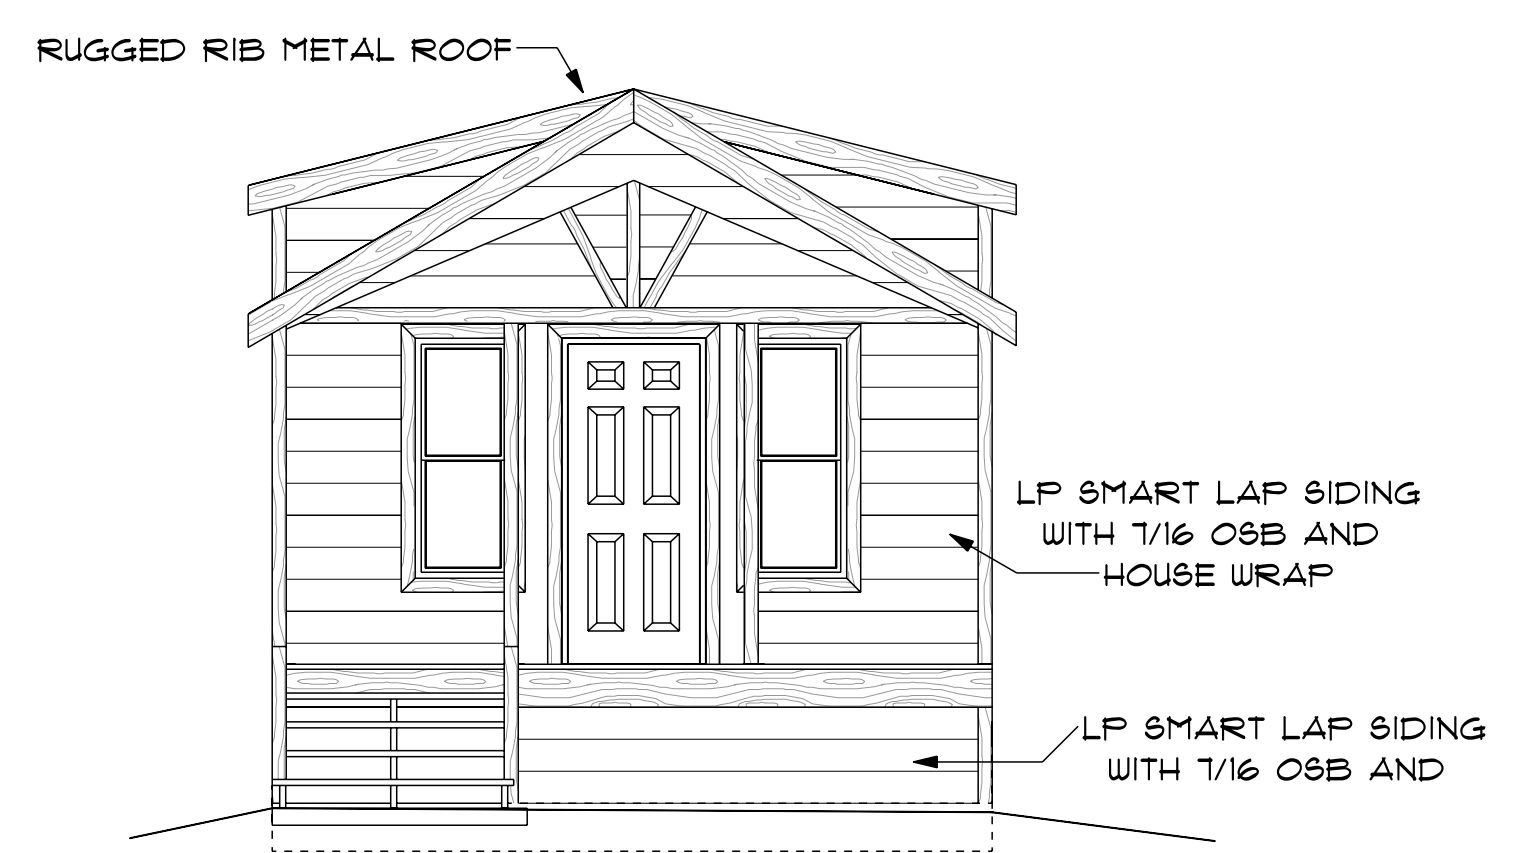 RUGGED RIB METAL ROOF
LP SMART LAP SIDING
WITH 7/16 OSB AND
HOUSE WRAP
LP SMART LAP SIDING
WITH 7/16 OSB AND